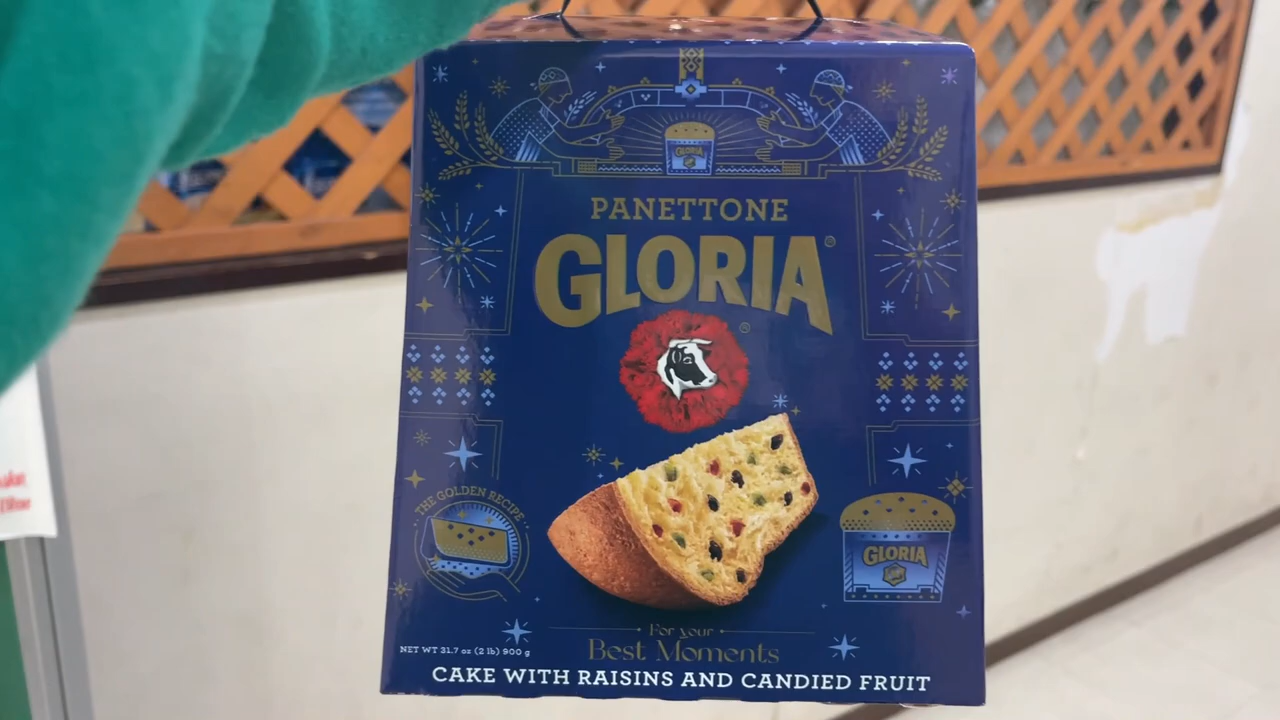 GLORIA
PANETTONE
GLORIA®
®
THE GOLDEN RECIPE
GLORIA
For your
Best Moments
NET WT 31.7 oz (2 lb) 900 g
CAKE WITH RAISINS AND CANDIED FRUIT